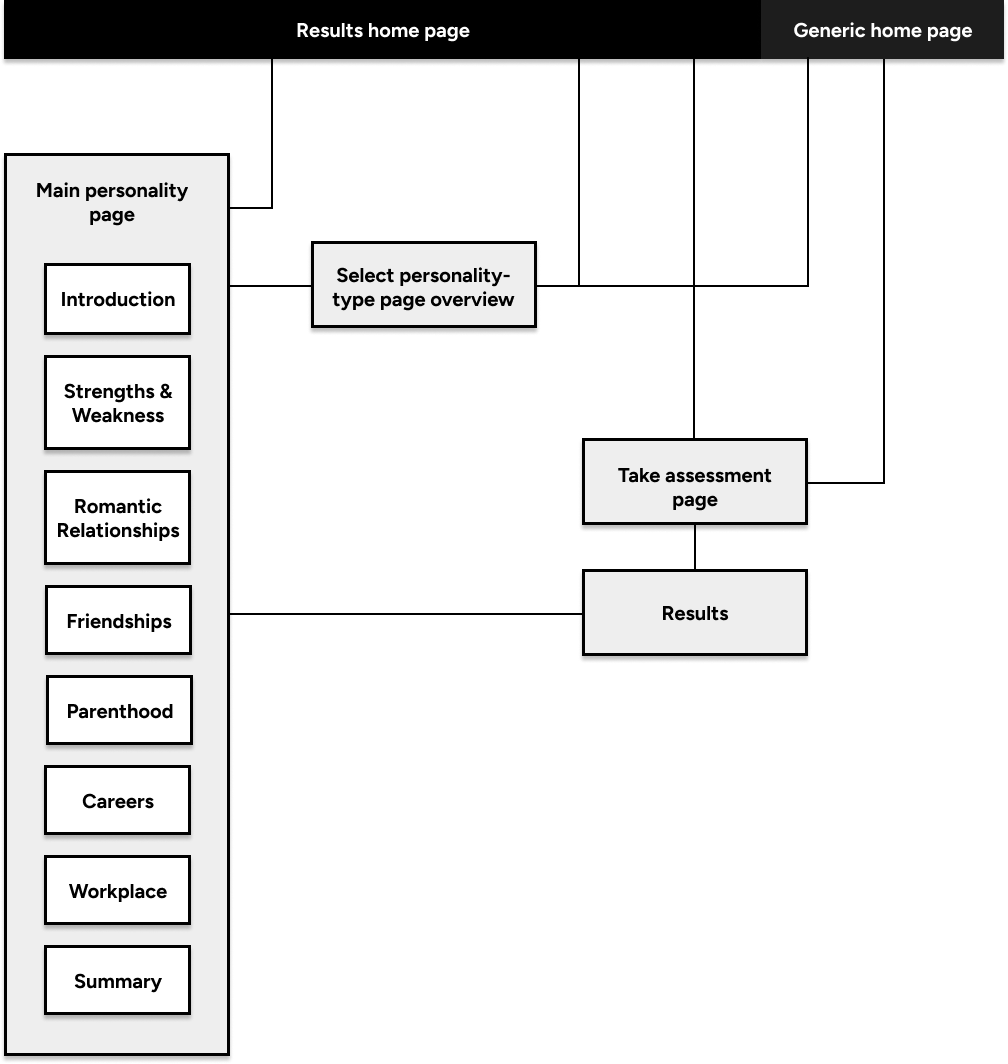 Results home page
Generic home page
Main personality
page
Introduction
Select personality-
type page overview
Strengths &
Weakness
Take assessment
page
Romantic
Relationships
Friendships
Results
Parenthood
Careers
Workplace
Summary